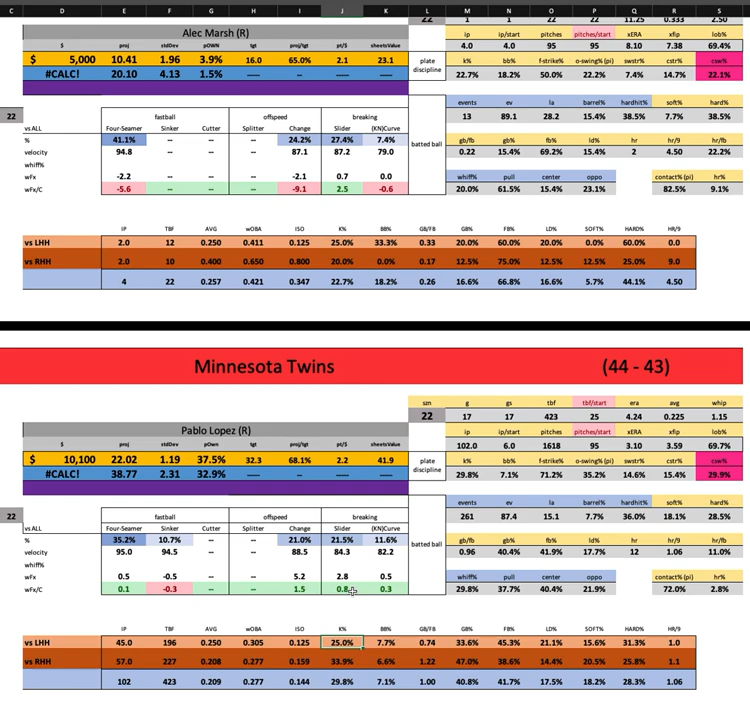 C D E F G H I J K L M N O P Q R S
22 1 1 22 22 11.25 0.333 2.50
Alec Marsh (R) ip ip/start pitches pitches/start xERA xfip lob%
$ proj stdDev pOWN tgt proj/tgt pt/$ sheetsValue 4.0 4.0 95 95 8.10 7.38 69.4%
$ 5,000 10.41 1.96 3.9% 16.0 65.0% 2.1 23.1 plate discipline k% bb% f-strike% o-swing% (pi) swstr% cstr% csw%
#CALC! 20.10 4.13 1.5% ---- -- ---- 22.7% 18.2% 50.0% 22.2% 7.4% 14.7% 22.1%
events ev la barrel% hardhit% soft% hard%
22 fastball offspeed breaking 13 89.1 28.2 15.4% 38.5% 7.7% 38.5%
vs ALL Four-Seamer Sinker Cutter Splitter Change Slider (KN)Curve
% 41.1% -- -- -- 24.2% 27.4% 7.4% batted ball gb/fb gb% fb% ld% hr hr/9 hr/fb
velocity 94.8 -- -- -- 87.1 87.2 79.0 0.22 15.4% 69.2% 15.4% 2 4.50 22.2%
whiff%
wFx -2.2 -- -- -- -2.1 0.7 0.0 whiff% pull center oppo contact% (pi) hr%
wFx/C -5.6 -- -- -- -9.1 2.5 -0.6 20.0% 61.5% 15.4% 23.1% 82.5% 9.1%
IP TBF AVG wOBA ISO K% BB% GB/FB GB% FB% LD% SOFT% HARD% HR/9
vs LHH 2.0 12 0.250 0.411 0.125 25.0% 33.3% 0.33 20.0% 60.0% 20.0% 0.0% 60.0% 0.0
vs RHH 2.0 10 0.400 0.650 0.800 20.0% 0.0% 0.17 12.5% 75.0% 12.5% 12.5% 25.0% 9.0
4 22 0.257 0.421 0.347 22.7% 18.2% 0.26 16.6% 66.8% 16.6% 5.7% 44.1% 4.50
Minnesota Twins (44 - 43)
szn g gs tbf tbf/start era avg whip
22 17 17 423 25 4.24 0.225 1.15
Pablo Lopez (R) ip ip/start pitches pitches/start xERA xfip lob%
$ proj stdDev pOwn tgt proj/tgt pt/$ sheetsValue 102.0 6.0 1618 95 3.10 3.59 69.7%
$ 10,100 22.02 1.19 37.5% 32.3 68.1% 2.2 41.9 plate discipline k% bb% f-strike% o-swing% (pi) swstr% cstr% csw%
#CALC! 38.77 2.31 32.9% ---- -- ---- 29.8% 7.1% 71.2% 35.2% 14.6% 15.4% 29.9%
events ev la barrel% hardhit% soft% hard%
22 fastball offspeed breaking 261 87.4 15.1 7.7% 36.0% 18.1% 28.5%
vs ALL Four-Seamer Sinker Cutter Splitter Change Slider (KN)Curve
% 35.2% 10.7% -- -- 21.0% 21.5% 11.6% batted ball gb/fb gb% fb% ld% hr hr/9 hr/fb
velocity 95.0 94.5 -- -- 88.5 84.3 82.2 0.96 40.4% 41.9% 17.7% 12 1.06 11.0%
whiff%
wFx 0.5 -0.5 -- -- 5.2 2.8 0.5 whiff% pull center oppo contact% (pi) hr%
wFx/C 0.1 -0.3 -- -- 1.5 0.8 0.3 29.8% 37.7% 40.4% 21.9% 72.0% 2.8%
IP TBF AVG wOBA ISO K% BB% GB/FB GB% FB% LD% SOFT% HARD% HR/9
vs LHH 45.0 196 0.250 0.305 0.125 25.0% 7.7% 0.74 33.6% 45.3% 21.1% 15.6% 31.3% 1.0
vs RHH 57.0 227 0.208 0.277 0.159 33.9% 6.6% 1.22 47.0% 38.6% 14.4% 20.5% 25.8% 1.1
102 423 0.209 0.277 0.144 29.8% 7.1% 1.00 40.8% 41.7% 17.5% 18.2% 28.3% 1.06